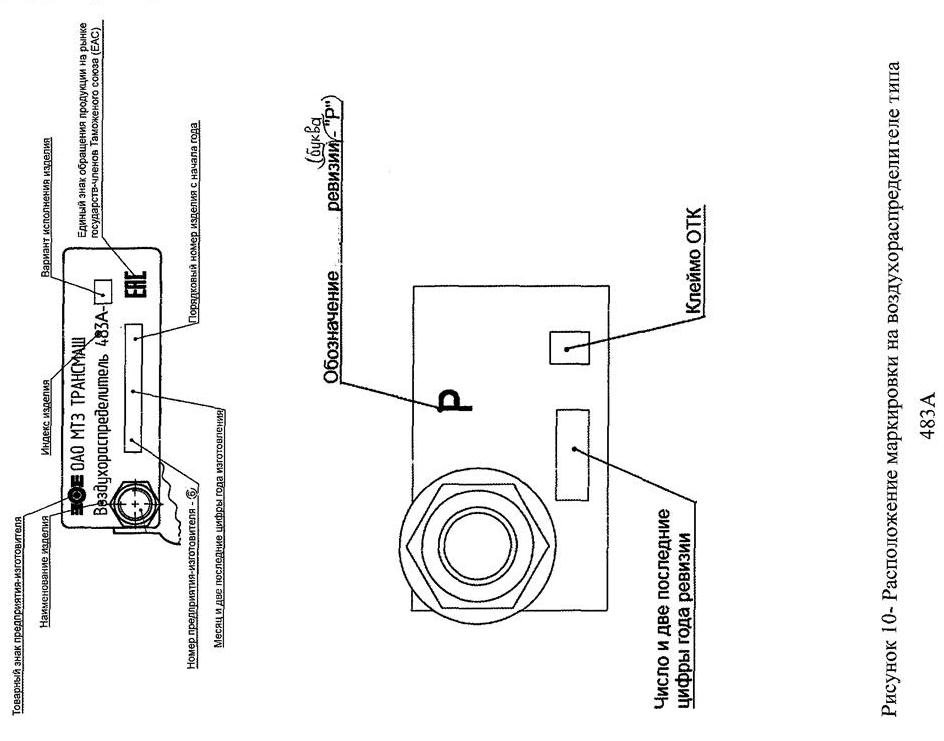 Товарный знак предприятия-изготовителя
Наименование изделия
Индекс изделия
Вариант исполнения изделия
Единый знак обращения продукции на рынке
государств-членов Таможеного союза (ЕАС)
ОАО МТЗ ТРАНСМАШ
Воздухораспределитель 483А-
ЕАС
Номер предприятия-изготовителя - 6
Месяц и две последние цифры года изготовления
Порядковый номер изделия с начала года
(буква
Обозначение ревизии - "Р")
Р
Число и две последние
цифры года ревизии
Клеймо ОТК
Рисунок 10- Расположение маркировки на воздухораспределителе типа
483А